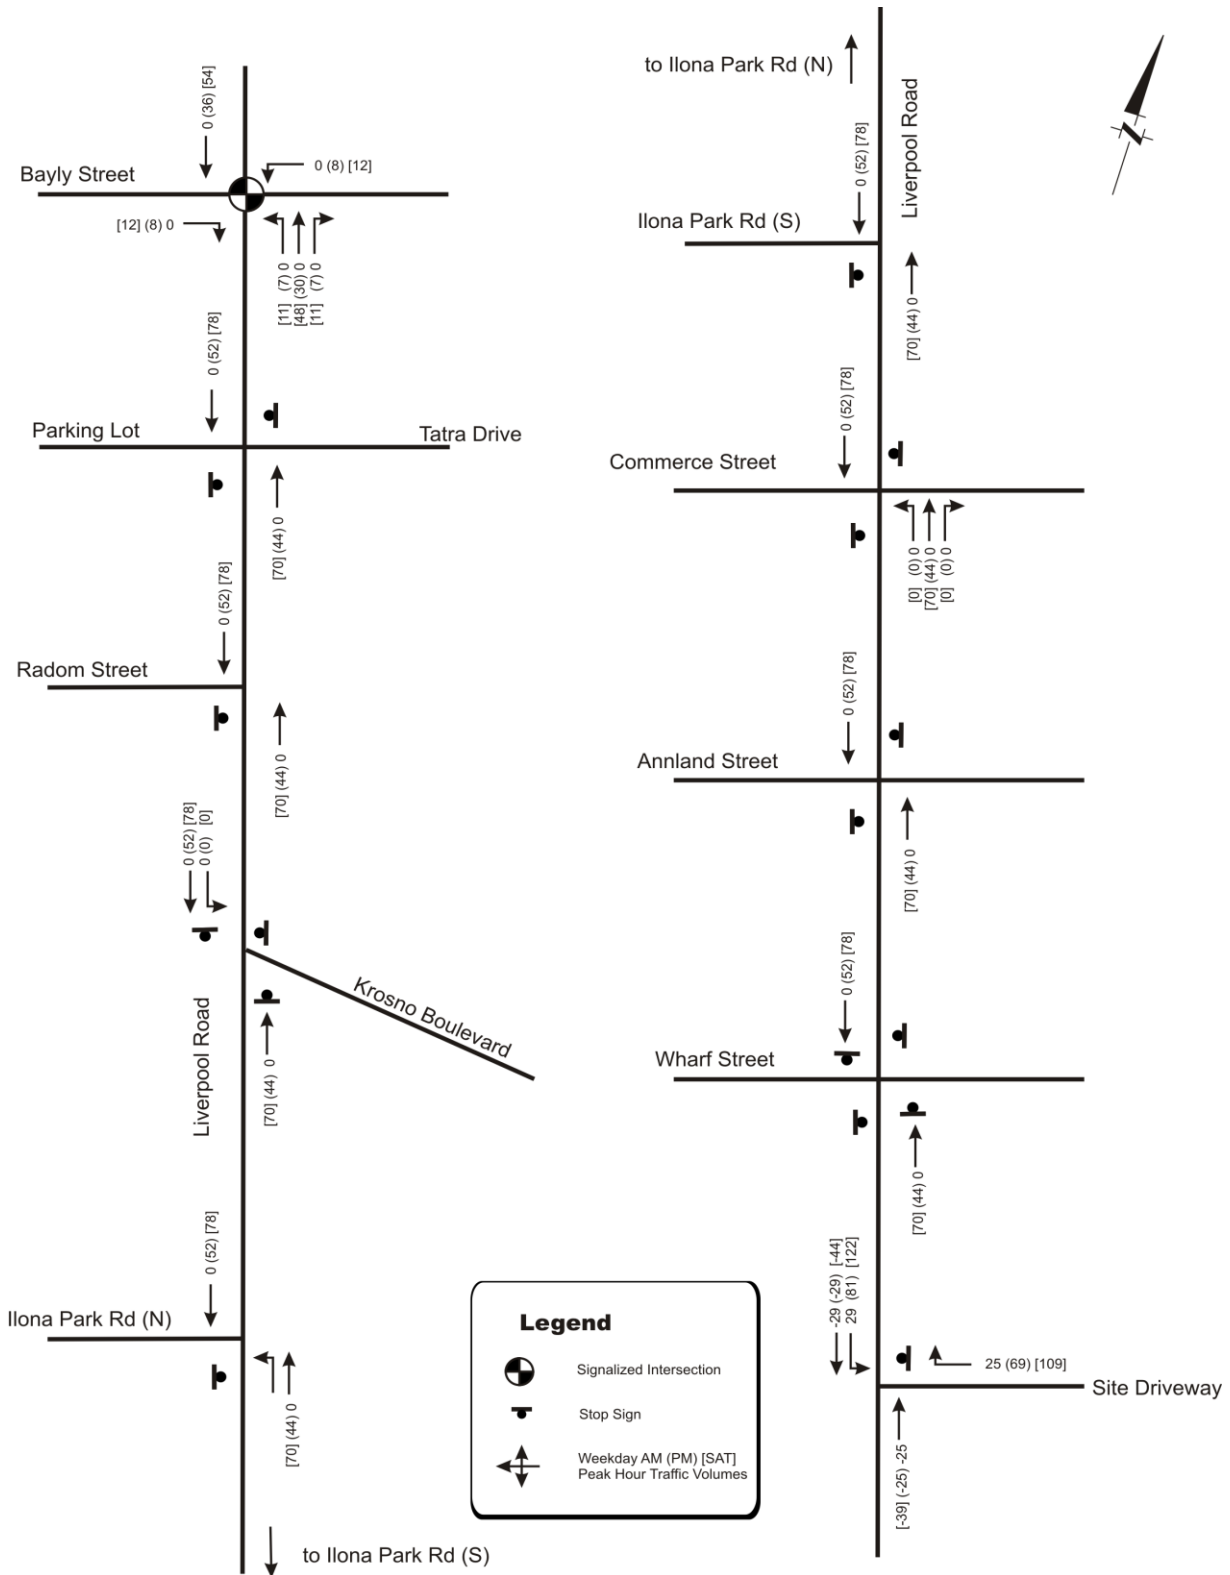 0 (36) [54]
Bayly Street
0 (8) [12]
[12] (8) 0
[11] (7) 0
[48] (30) 0
[11] (7) 0
0 (52) [78]
Parking Lot
Tatra Drive
[70] (44) 0
0 (52) [78]
Radom Street
[70] (44) 0
0 (52) [78]
0 (0) [0]
Krosno Boulevard
Liverpool Road
[70] (44) 0
0 (52) [78]
Ilona Park Rd (N)
[70] (44) 0
to Ilona Park Rd (S)
to Ilona Park Rd (N)
Liverpool Road
0 (52) [78]
Ilona Park Rd (S)
[70] (44) 0
0 (52) [78]
Commerce Street
[0] (0) 0
[70] (44) 0
[0] (0) 0
0 (52) [78]
Annland Street
[70] (44) 0
0 (52) [78]
Wharf Street
[70] (44) 0
-29 (-29) [-44]
29 (81) [122]
25 (69) [109]
Site Driveway
[-39] (-25) -25
N
Legend
Signalized Intersection
Stop Sign
Weekday AM (PM) [SAT]
Peak Hour Traffic Volumes